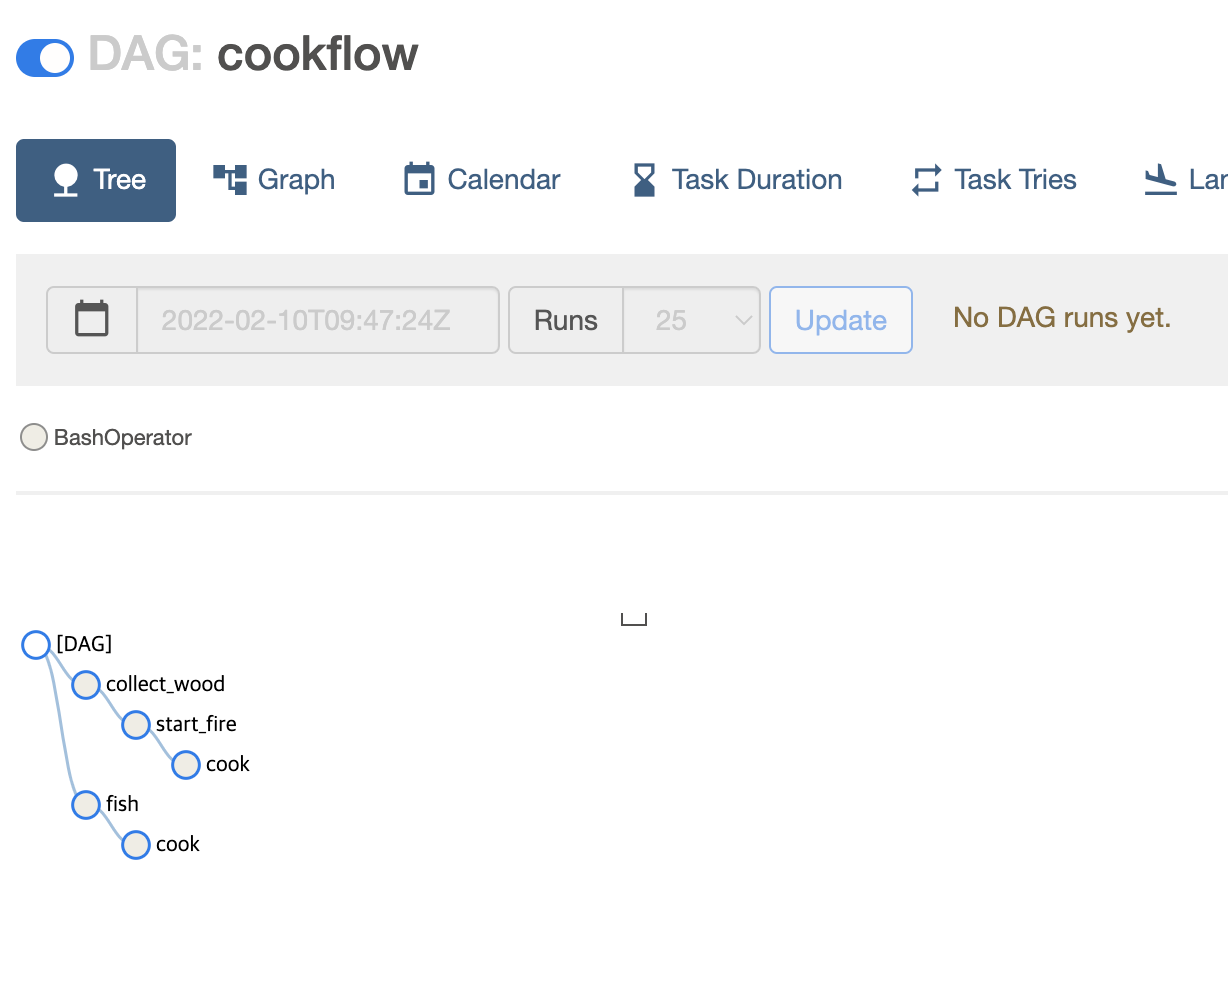 DAG: cookflow
Tree Graph Calendar Task Duration Task Tries Lan
2022-02-10T09:47:24Z Runs 25 Update No DAG runs yet.
BashOperator
[DAG]
collect_wood
start_fire
cook
fish
cook